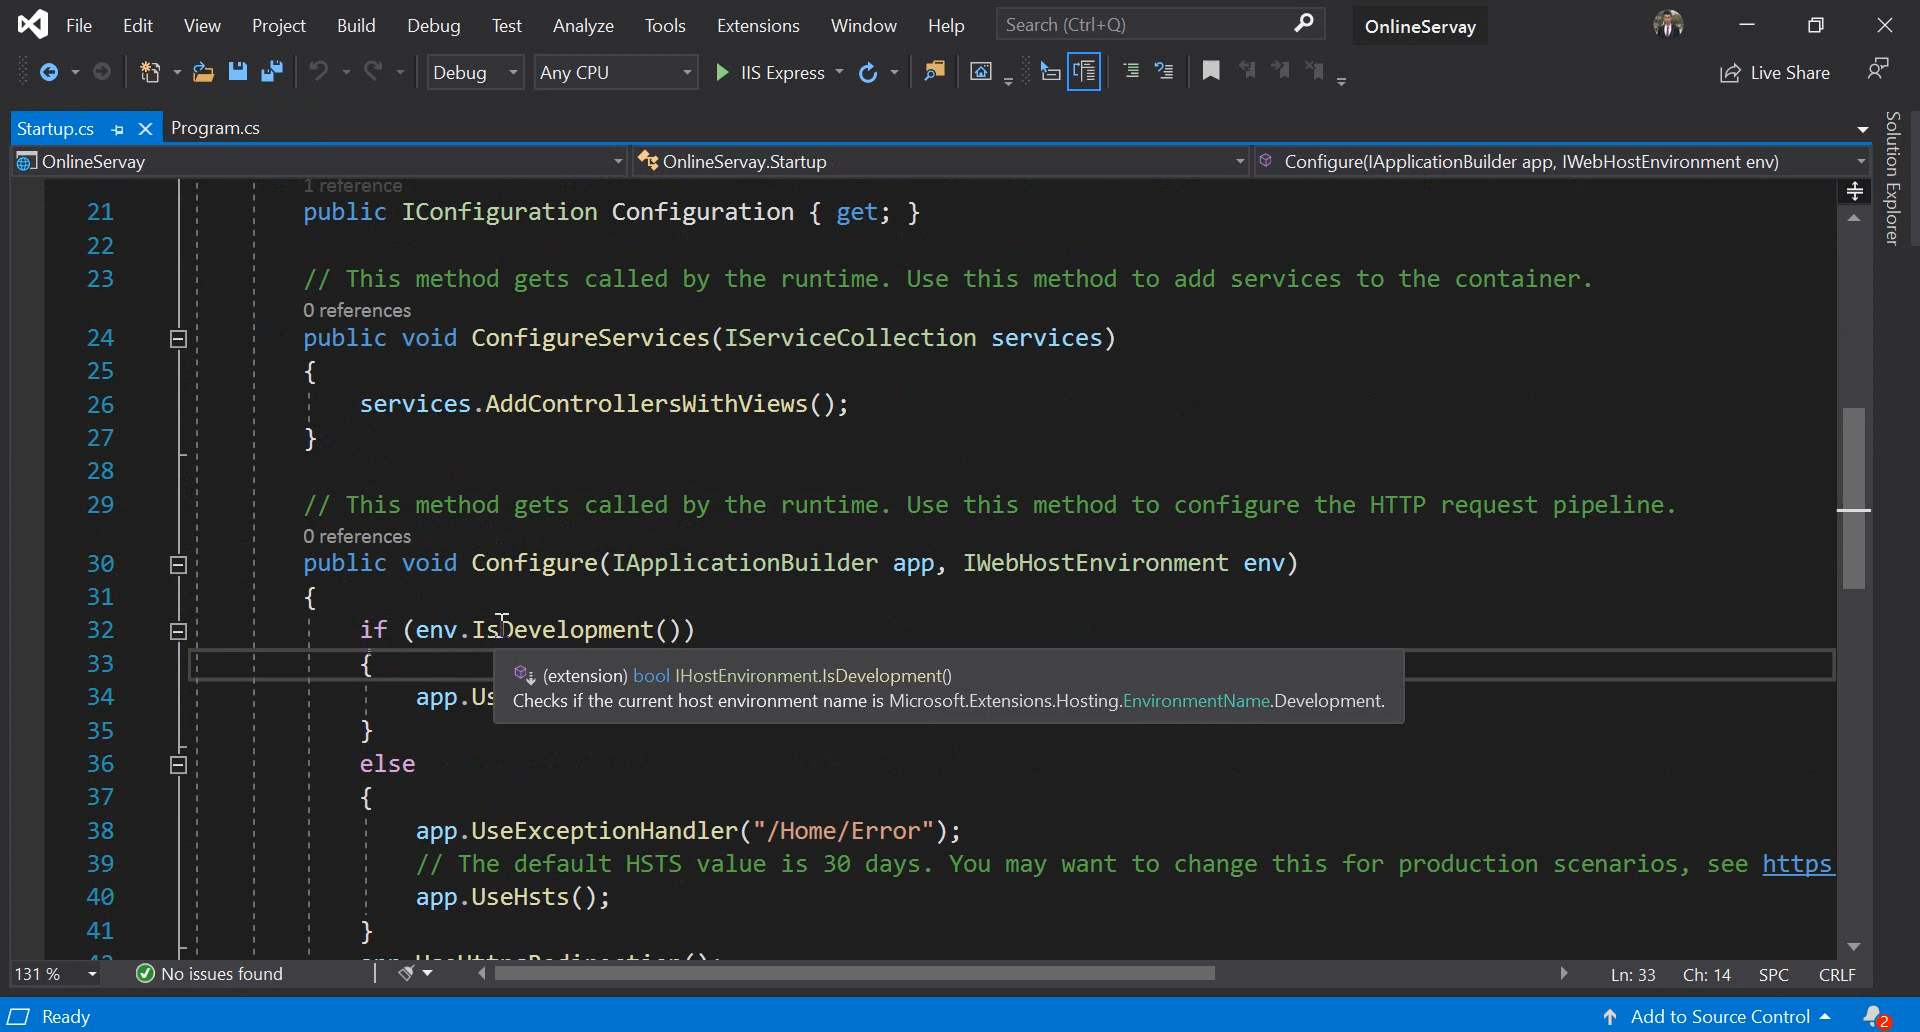 File Edit View Project Build Debug Test Analyze Tools Extensions Window Help Search (Ctrl+Q) OnlineServay
Debug Any CPU IIS Express Live Share
Startup.cs Program.cs
OnlineServay OnlineServay.Startup Configure(IApplicationBuilder app, IWebHostEnvironment env)
Solution Explorer
1 reference
21 public IConfiguration Configuration { get; }
22
23 // This method gets called by the runtime. Use this method to add services to the container.
0 references
24 public void ConfigureServices(IServiceCollection services)
25 {
26 services.AddControllersWithViews();
27 }
28
29 // This method gets called by the runtime. Use this method to configure the HTTP request pipeline.
0 references
30 public void Configure(IApplicationBuilder app, IWebHostEnvironment env)
31 {
32 if (env.IsDevelopment())
33 {
(extension) bool IHostEnvironment.IsDevelopment()
Checks if the current host environment name is Microsoft.Extensions.Hosting.EnvironmentName.Development.
34 app.Us
35 }
36 else
37 {
38 app.UseExceptionHandler("/Home/Error");
39 // The default HSTS value is 30 days. You may want to change this for production scenarios, see https
40 app.UseHsts();
41 }
42 app.UseHttpsRedirection();
131 % No issues found Ln: 33 Ch: 14 SPC CRLF
Ready Add to Source Control 2